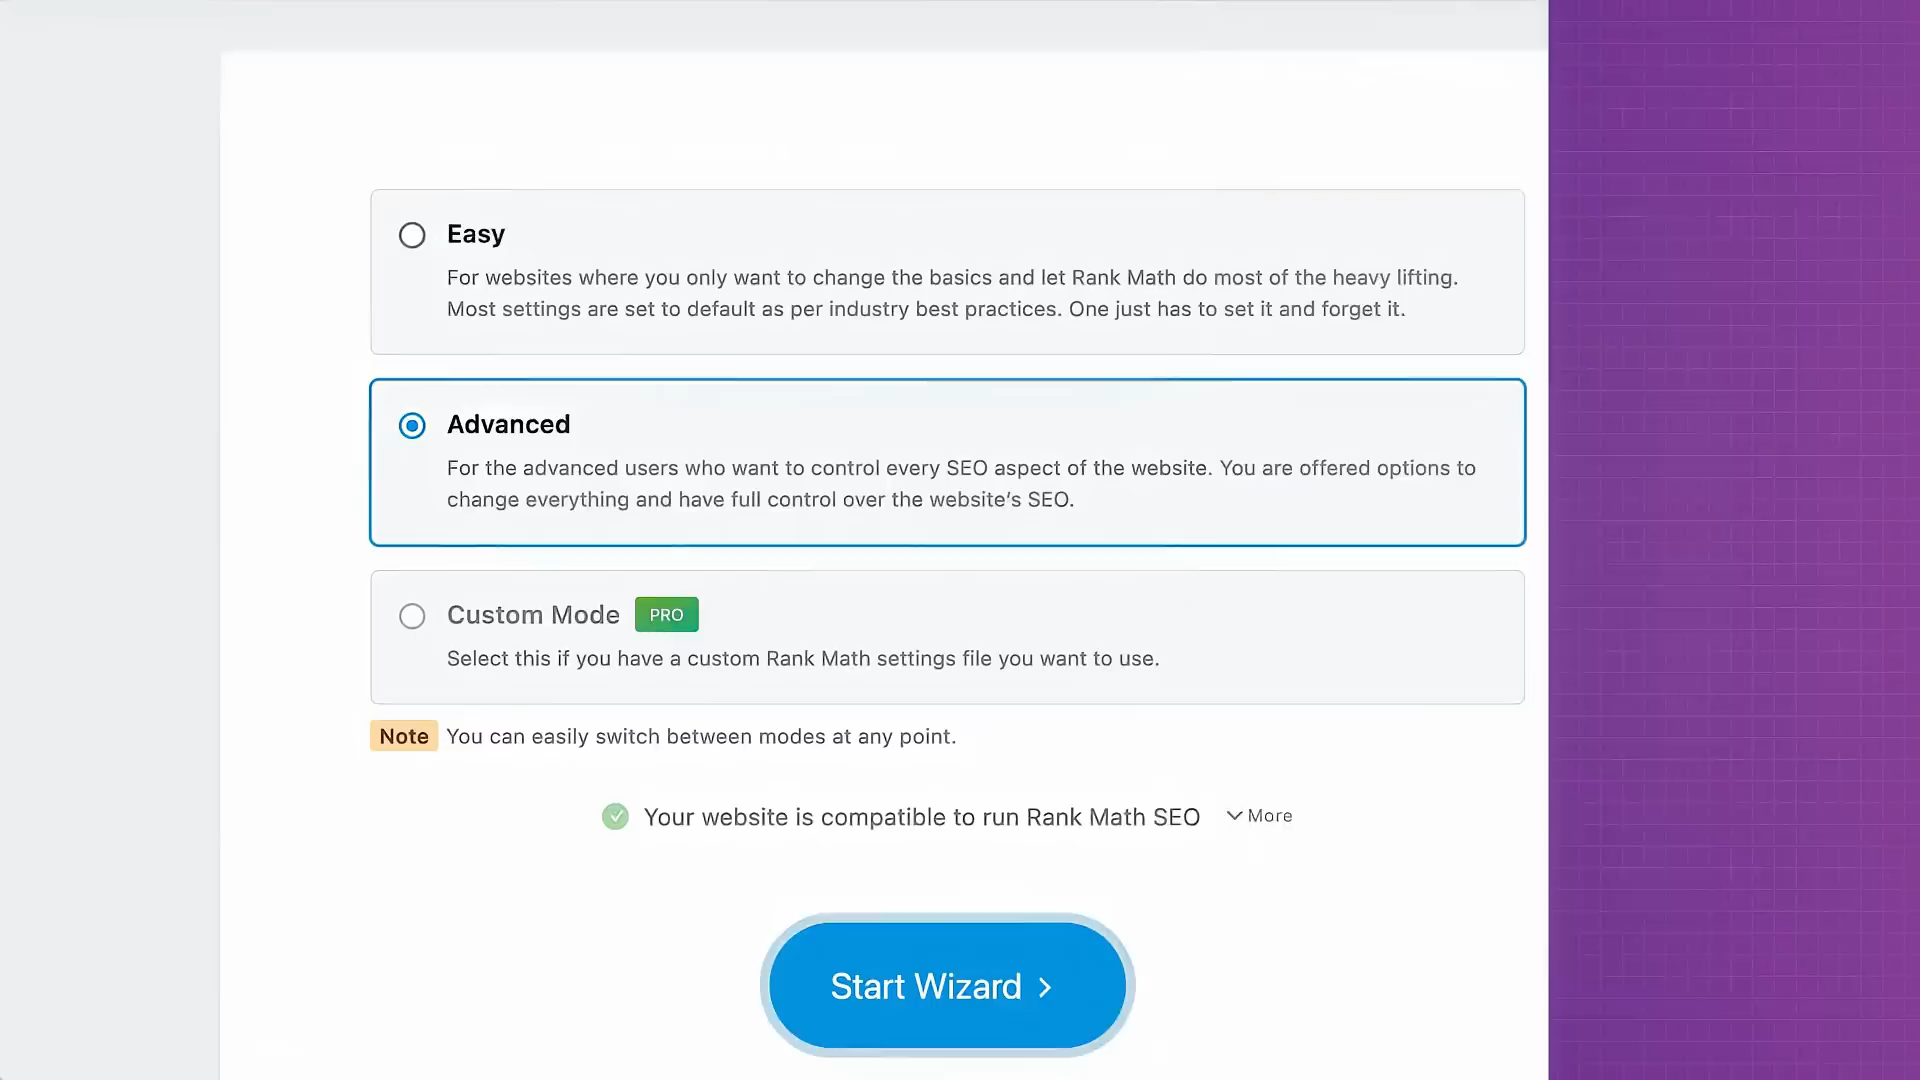 Easy
For websites where you only want to change the basics and let Rank Math do most of the heavy lifting.
Most settings are set to default as per industry best practices. One just has to set it and forget it.
Advanced
For the advanced users who want to control every SEO aspect of the website. You are offered options to
change everything and have full control over the website’s SEO.
Custom Mode PRO
Select this if you have a custom Rank Math settings file you want to use.
Note You can easily switch between modes at any point.
Your website is compatible to run Rank Math SEO More
Start Wizard